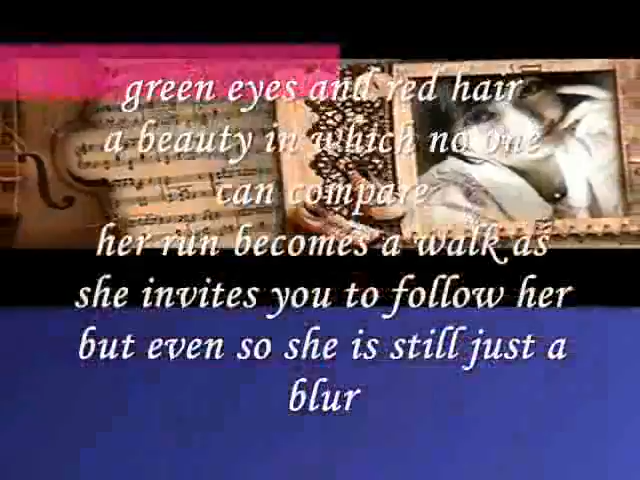 green eyes and red hair
a beauty in which no one
can compare
her run becomes a walk as
she invites you to follow her
but even so she is still just a
blur